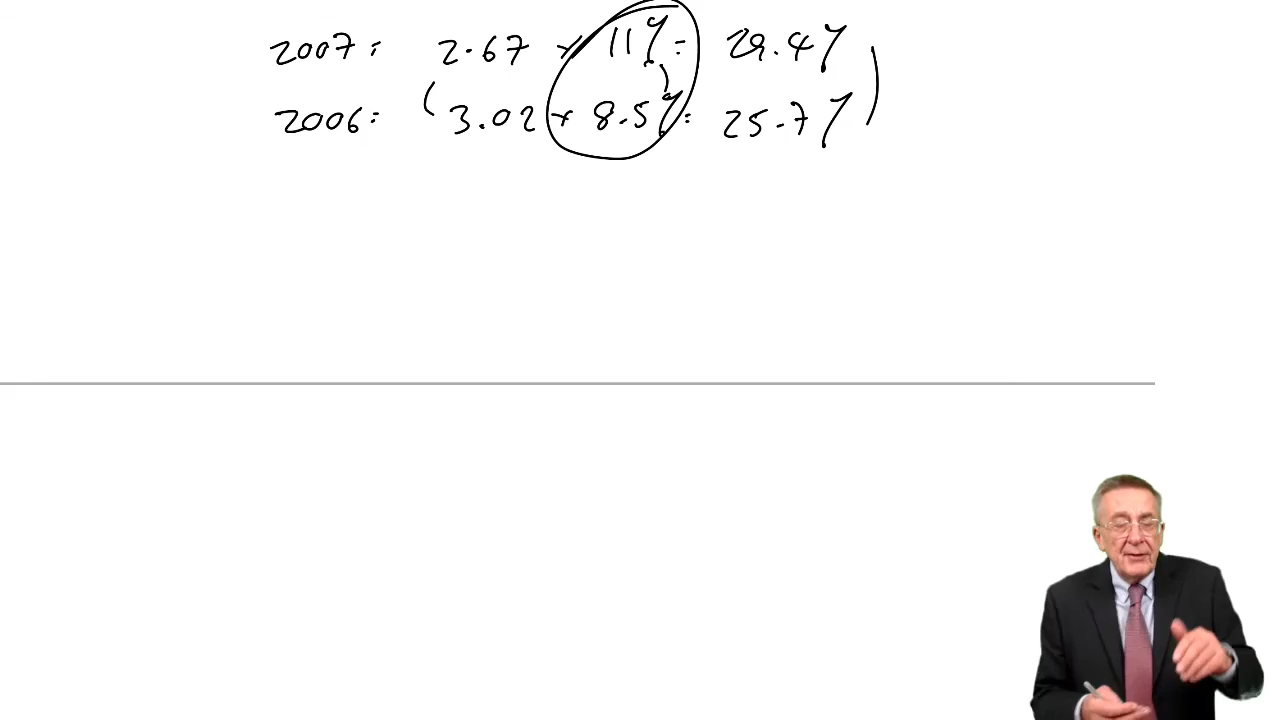 2007: 2.67 × 11% = 29.4%
2006: (3.02 × 8.5% = 25.7%)